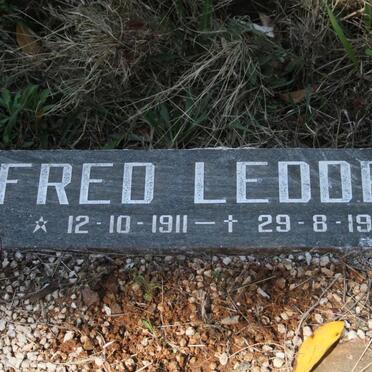 FRED LEDD
☆ 12-10-1911 — ✝ 29-8-19